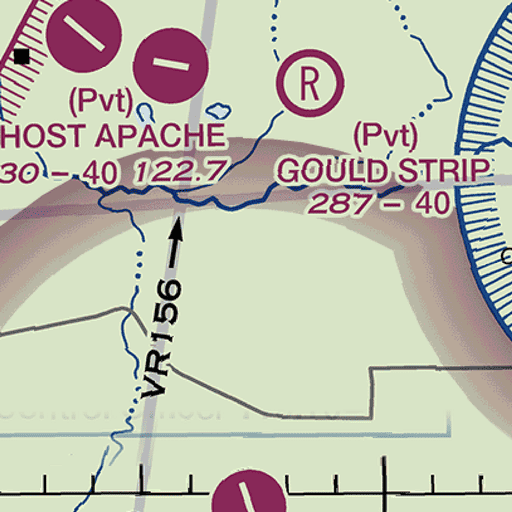 R
(Pvt)
HOST APACHE
30 - 40 122.7
(Pvt)
GOULD STRIP
287 - 40
VR156